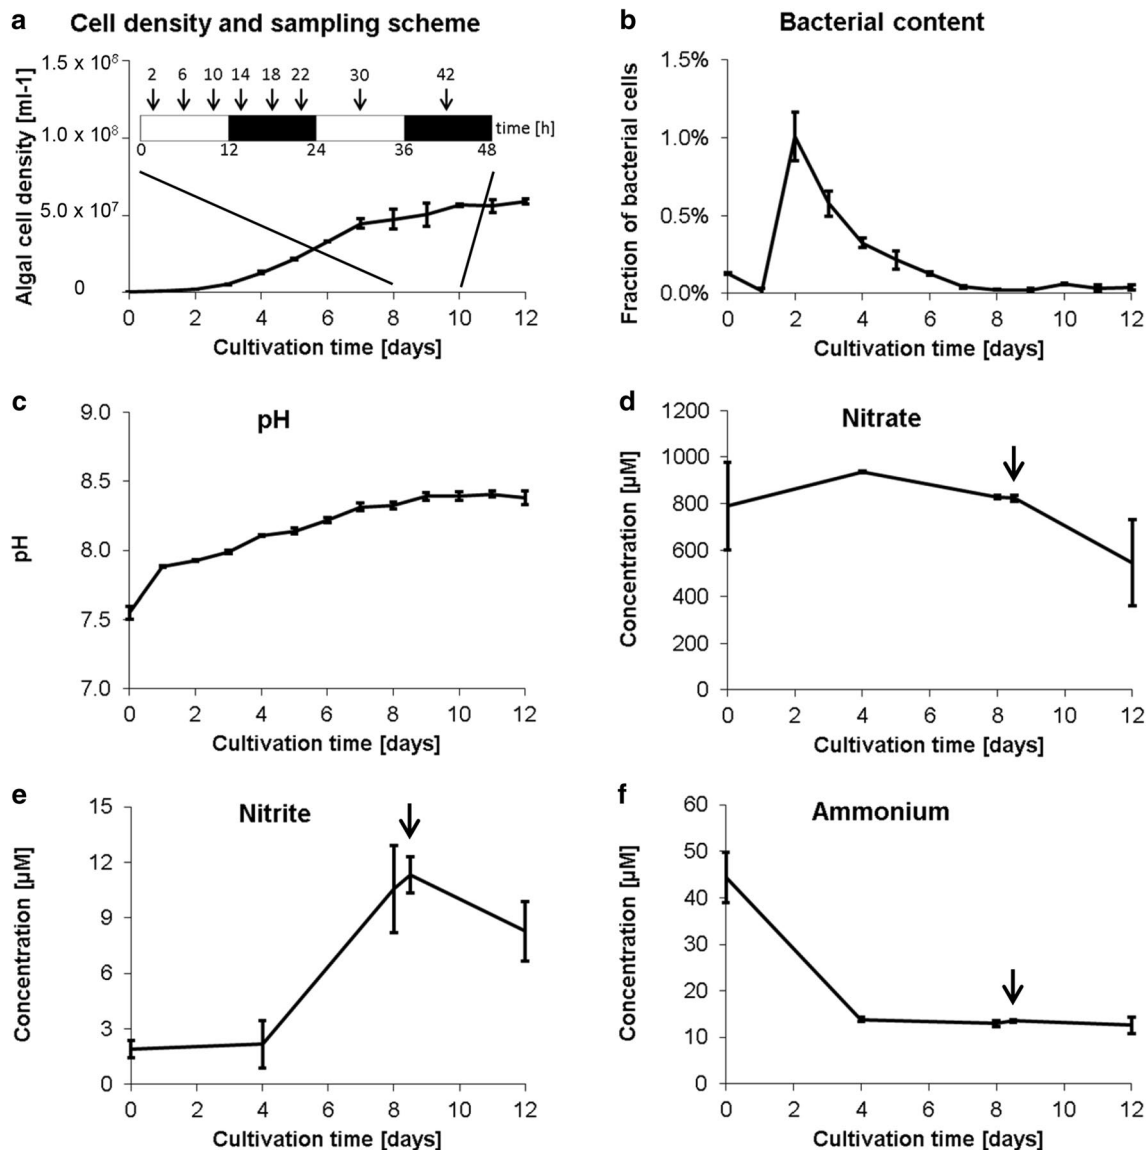 a Cell density and sampling scheme
Algal cell density [ml-1]
1.5 x 10⁸
1.0 x 10⁸
5.0 x 10⁷
0
2 6 10 14 18 22 30 42
time [h]
0 12 24 36 48
0 2 4 6 8 10 12
Cultivation time [days]
b Bacterial content
Fraction of bacterial cells
1.5%
1.0%
0.5%
0.0%
0 2 4 6 8 10 12
Cultivation time [days]
c pH
pH
9.0
8.5
8.0
7.5
7.0
0 2 4 6 8 10 12
Cultivation time [days]
d Nitrate
Concentration [µM]
1200
1000
800
600
400
200
0
0 2 4 6 8 10 12
Cultivation time [days]
e Nitrite
Concentration [µM]
15
12
9
6
3
0
0 2 4 6 8 10 12
Cultivation time [days]
f Ammonium
Concentration [µM]
60
50
40
30
20
10
0
0 2 4 6 8 10 12
Cultivation time [days]